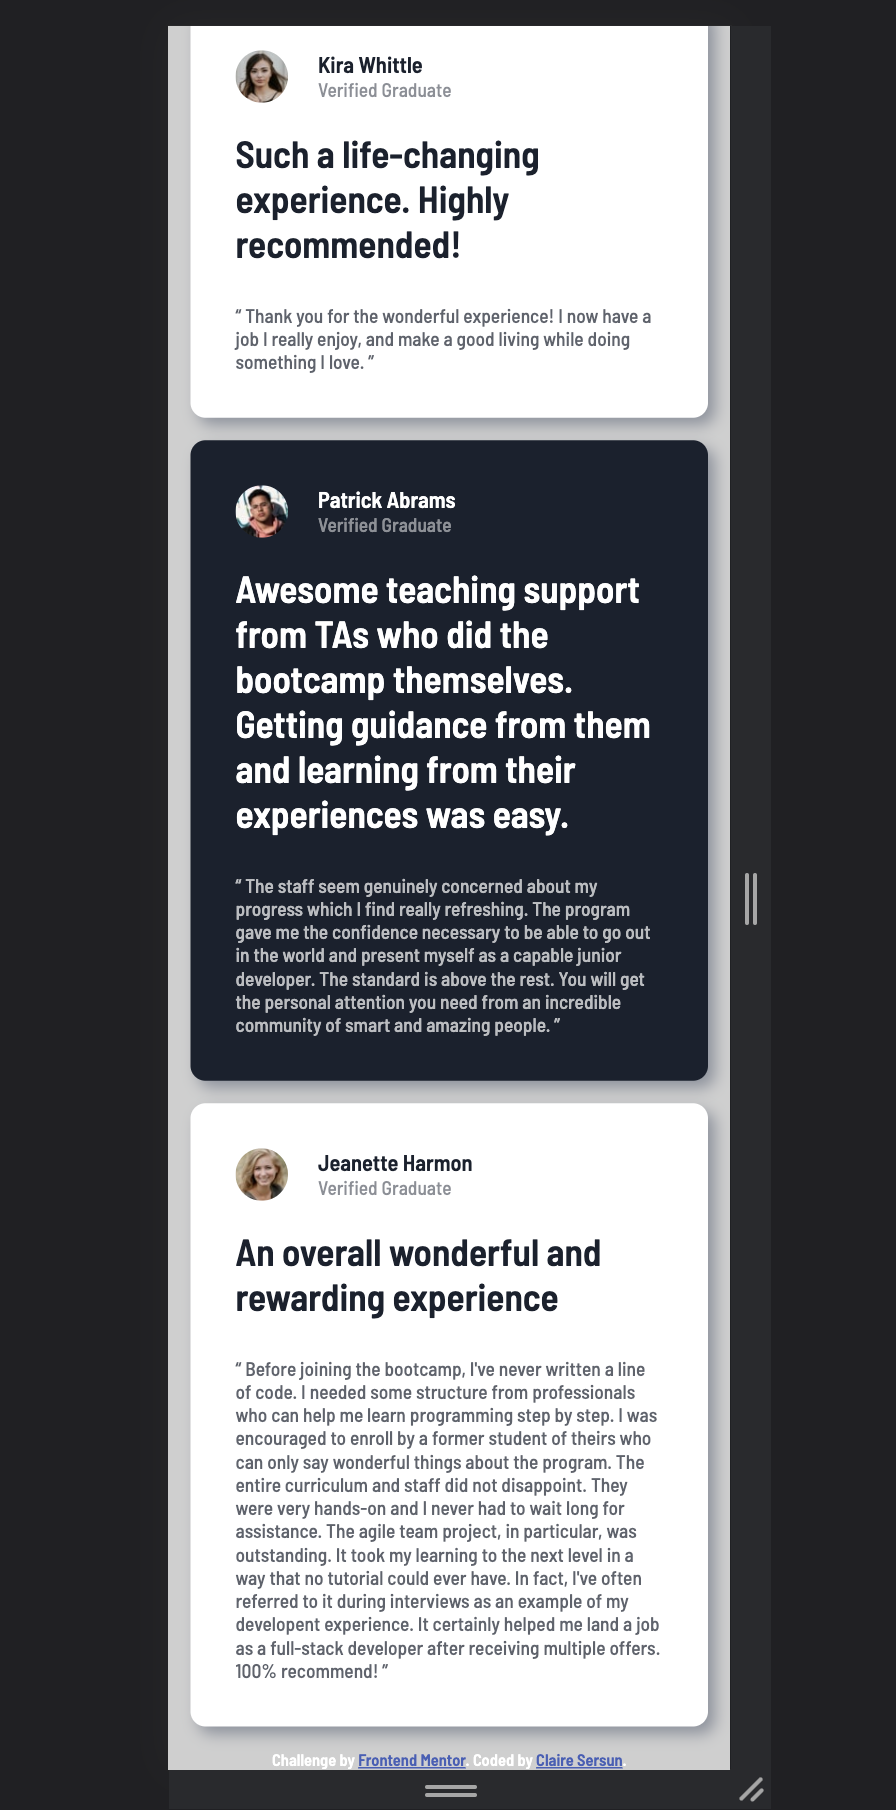 Kira Whittle
Verified Graduate
Such a life-changing
experience. Highly
recommended!
“ Thank you for the wonderful experience! I now have a
job I really enjoy, and make a good living while doing
something I love. ”
Patrick Abrams
Verified Graduate
Awesome teaching support
from TAs who did the
bootcamp themselves.
Getting guidance from them
and learning from their
experiences was easy.
“ The staff seem genuinely concerned about my
progress which I find really refreshing. The program
gave me the confidence necessary to be able to go out
in the world and present myself as a capable junior
developer. The standard is above the rest. You will get
the personal attention you need from an incredible
community of smart and amazing people. ”
Jeanette Harmon
Verified Graduate
An overall wonderful and
rewarding experience
“ Before joining the bootcamp, I've never written a line
of code. I needed some structure from professionals
who can help me learn programming step by step. I was
encouraged to enroll by a former student of theirs who
can only say wonderful things about the program. The
entire curriculum and staff did not disappoint. They
were very hands-on and I never had to wait long for
assistance. The agile team project, in particular, was
outstanding. It took my learning to the next level in a
way that no tutorial could ever have. In fact, I've often
referred to it during interviews as an example of my
developent experience. It certainly helped me land a job
as a full-stack developer after receiving multiple offers.
100% recommend! ”
Challenge by Frontend Mentor. Coded by Claire Sersun.